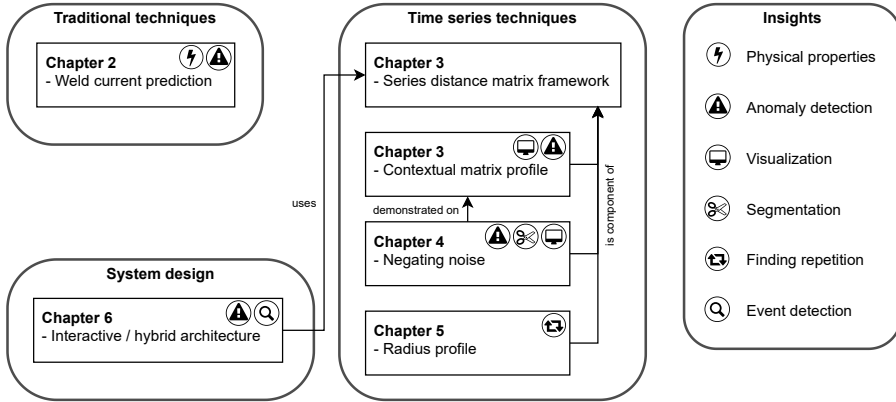 Traditional techniques
Chapter 2
- Weld current prediction
System design
Chapter 6
- Interactive / hybrid architecture
uses
Time series techniques
Chapter 3
- Series distance matrix framework
Chapter 3
- Contextual matrix profile
demonstrated on
Chapter 4
- Negating noise
Chapter 5
- Radius profile
is component of
Insights
Physical properties
Anomaly detection
Visualization
Segmentation
Finding repetition
Event detection